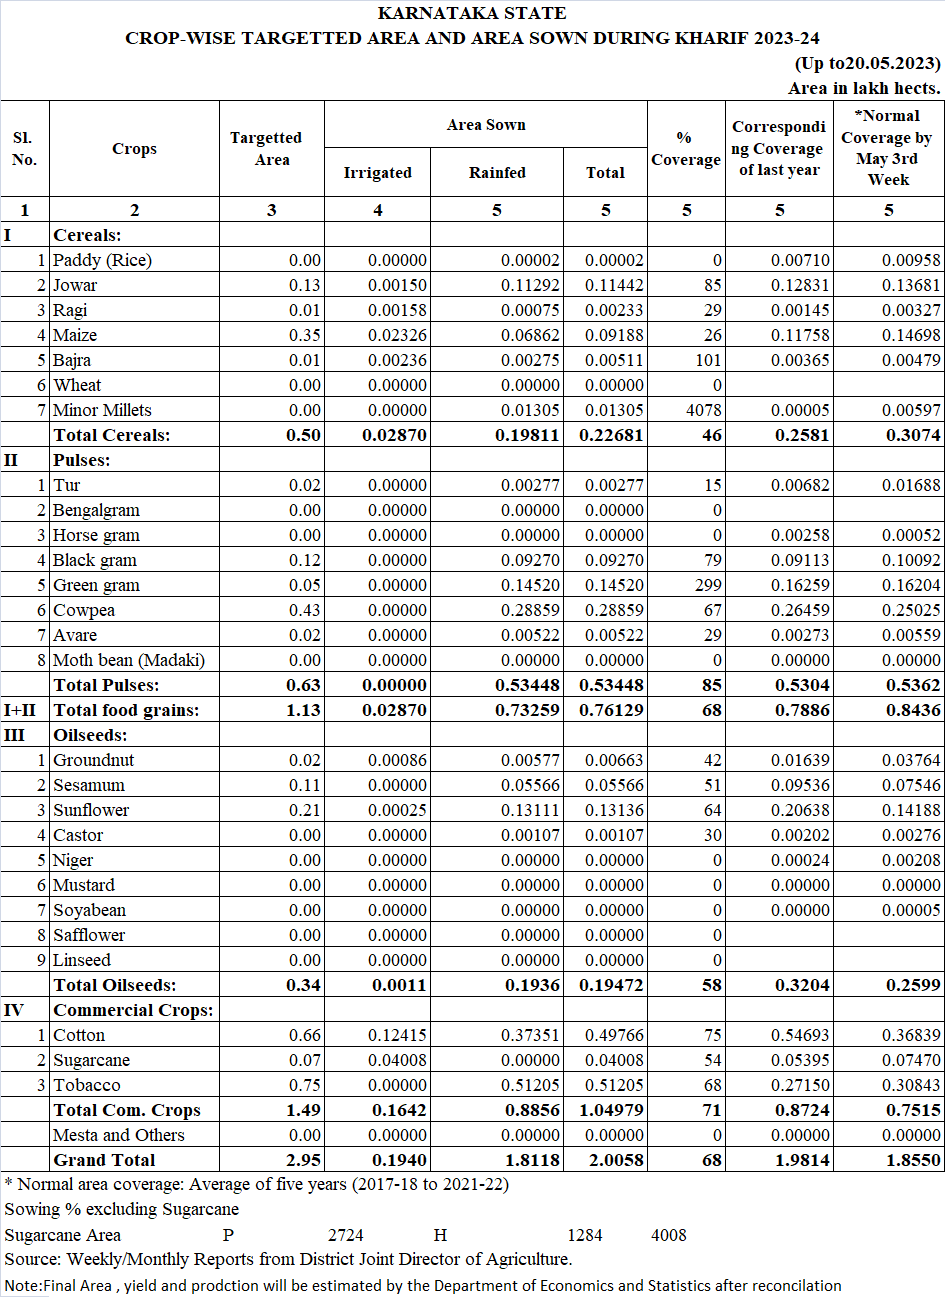 KARNATAKA STATE
CROP-WISE TARGETTED AREA AND AREA SOWN DURING KHARIF 2023-24
(Up to20.05.2023)
Area in lakh hects.
Sl. No. Crops Targetted Area Area Sown % Coverage Correspondi ng Coverage of last year *Normal Coverage by May 3rd Week
Irrigated Rainfed Total
1 2 3 4 5 5 5 5 5
I Cereals:
1 Paddy (Rice) 0.00 0.00000 0.00002 0.00002 0 0.00710 0.00958
2 Jowar 0.13 0.00150 0.11292 0.11442 85 0.12831 0.13681
3 Ragi 0.01 0.00158 0.00075 0.00233 29 0.00145 0.00327
4 Maize 0.35 0.02326 0.06862 0.09188 26 0.11758 0.14698
5 Bajra 0.01 0.00236 0.00275 0.00511 101 0.00365 0.00479
6 Wheat 0.00 0.00000 0.00000 0.00000 0
7 Minor Millets 0.00 0.00000 0.01305 0.01305 4078 0.00005 0.00597
Total Cereals: 0.50 0.02870 0.19811 0.22681 46 0.2581 0.3074
II Pulses:
1 Tur 0.02 0.00000 0.00277 0.00277 15 0.00682 0.01688
2 Bengalgram 0.00 0.00000 0.00000 0.00000 0
3 Horse gram 0.00 0.00000 0.00000 0.00000 0 0.00258 0.00052
4 Black gram 0.12 0.00000 0.09270 0.09270 79 0.09113 0.10092
5 Green gram 0.05 0.00000 0.14520 0.14520 299 0.16259 0.16204
6 Cowpea 0.43 0.00000 0.28859 0.28859 67 0.26459 0.25025
7 Avare 0.02 0.00000 0.00522 0.00522 29 0.00273 0.00559
8 Moth bean (Madaki) 0.00 0.00000 0.00000 0.00000 0 0.00000 0.00000
Total Pulses: 0.63 0.00000 0.53448 0.53448 85 0.5304 0.5362
I+II Total food grains: 1.13 0.02870 0.73259 0.76129 68 0.7886 0.8436
III Oilseeds:
1 Groundnut 0.02 0.00086 0.00577 0.00663 42 0.01639 0.03764
2 Sesamum 0.11 0.00000 0.05566 0.05566 51 0.09536 0.07546
3 Sunflower 0.21 0.00025 0.13111 0.13136 64 0.20638 0.14188
4 Castor 0.00 0.00000 0.00107 0.00107 30 0.00202 0.00276
5 Niger 0.00 0.00000 0.00000 0.00000 0 0.00024 0.00208
6 Mustard 0.00 0.00000 0.00000 0.00000 0 0.00000 0.00000
7 Soyabean 0.00 0.00000 0.00000 0.00000 0 0.00000 0.00005
8 Safflower 0.00 0.00000 0.00000 0.00000 0
9 Linseed 0.00 0.00000 0.00000 0.00000 0
Total Oilseeds: 0.34 0.0011 0.1936 0.19472 58 0.3204 0.2599
IV Commercial Crops:
1 Cotton 0.66 0.12415 0.37351 0.49766 75 0.54693 0.36839
2 Sugarcane 0.07 0.04008 0.00000 0.04008 54 0.05395 0.07470
3 Tobacco 0.75 0.00000 0.51205 0.51205 68 0.27150 0.30843
Total Com. Crops 1.49 0.1642 0.8856 1.04979 71 0.8724 0.7515
Mesta and Others 0.00 0.00000 0.00000 0.00000 0 0.00000 0.00000
Grand Total 2.95 0.1940 1.8118 2.0058 68 1.9814 1.8550
* Normal area coverage: Average of five years (2017-18 to 2021-22)
Sowing % excluding Sugarcane
Sugarcane Area P 2724 H 1284 4008
Source: Weekly/Monthly Reports from District Joint Director of Agriculture.
Note:Final Area , yield and prodction will be estimated by the Department of Economics and Statistics after reconcilation